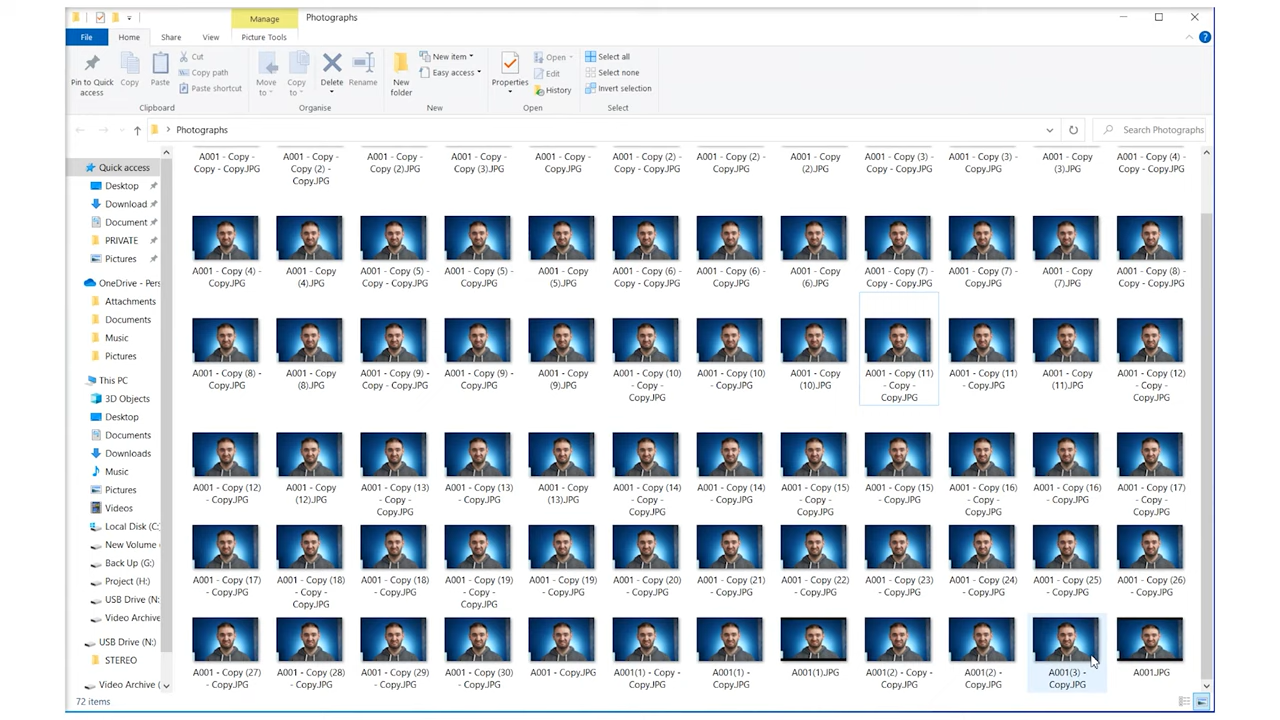 Manage
Photographs
File
Home
Share
View
Picture Tools
Pin to Quick access
Copy
Paste
Cut
Copy path
Paste shortcut
Clipboard
Move to
Copy to
Delete
Rename
Organise
New folder
New item
Easy access
New
Properties
Open
Edit
History
Open
Select all
Select none
Invert selection
Select
Photographs
Search Photographs
Quick access
Desktop
Download
Document
PRIVATE
Pictures
OneDrive - Pers
Attachments
Documents
Music
Pictures
This PC
3D Objects
Desktop
Documents
Downloads
Music
Pictures
Videos
Local Disk (C:
New Volume
Back Up (G:)
Project (H:)
USB Drive (N:
Video Archive
USB Drive (N:)
STEREO
Video Archive (
A001 - Copy - Copy - Copy.JPG
A001 - Copy - Copy (2) - Copy.JPG
A001 - Copy - Copy (2).JPG
A001 - Copy - Copy (3).JPG
A001 - Copy - Copy.JPG
A001 - Copy (2) - Copy - Copy.JPG
A001 - Copy (2) - Copy.JPG
A001 - Copy (2).JPG
A001 - Copy (3) - Copy - Copy.JPG
A001 - Copy (3) - Copy.JPG
A001 - Copy (3).JPG
A001 - Copy (4) - Copy - Copy.JPG
A001 - Copy (4) - Copy.JPG
A001 - Copy (4).JPG
A001 - Copy (5) - Copy - Copy.JPG
A001 - Copy (5) - Copy.JPG
A001 - Copy (5).JPG
A001 - Copy (6) - Copy - Copy.JPG
A001 - Copy (6) - Copy.JPG
A001 - Copy (6).JPG
A001 - Copy (7) - Copy - Copy.JPG
A001 - Copy (7) - Copy.JPG
A001 - Copy (7).JPG
A001 - Copy (8) - Copy - Copy.JPG
A001 - Copy (8) - Copy.JPG
A001 - Copy (8).JPG
A001 - Copy (9) - Copy - Copy.JPG
A001 - Copy (9) - Copy.JPG
A001 - Copy (9).JPG
A001 - Copy (10) - Copy - Copy.JPG
A001 - Copy (10) - Copy.JPG
A001 - Copy (10).JPG
A001 - Copy (11) - Copy - Copy.JPG
A001 - Copy (11) - Copy.JPG
A001 - Copy (11).JPG
A001 - Copy (12) - Copy - Copy.JPG
A001 - Copy (12) - Copy.JPG
A001 - Copy (12).JPG
A001 - Copy (13) - Copy - Copy.JPG
A001 - Copy (13) - Copy.JPG
A001 - Copy (13).JPG
A001 - Copy (14) - Copy - Copy.JPG
A001 - Copy (14) - Copy.JPG
A001 - Copy (15) - Copy - Copy.JPG
A001 - Copy (15) - Copy.JPG
A001 - Copy (16) - Copy - Copy.JPG
A001 - Copy (16) - Copy.JPG
A001 - Copy (17) - Copy - Copy.JPG
A001 - Copy (17) - Copy.JPG
A001 - Copy (18) - Copy - Copy.JPG
A001 - Copy (18) - Copy.JPG
A001 - Copy (19) - Copy - Copy.JPG
A001 - Copy (19) - Copy.JPG
A001 - Copy (20) - Copy.JPG
A001 - Copy (21) - Copy.JPG
A001 - Copy (22) - Copy.JPG
A001 - Copy (23) - Copy.JPG
A001 - Copy (24) - Copy.JPG
A001 - Copy (25) - Copy.JPG
A001 - Copy (26) - Copy.JPG
A001 - Copy (27) - Copy.JPG
A001 - Copy (28) - Copy.JPG
A001 - Copy (29) - Copy.JPG
A001 - Copy (30) - Copy.JPG
A001 - Copy.JPG
A001(1) - Copy - Copy.JPG
A001(1) - Copy.JPG
A001(1).JPG
A001(2) - Copy - Copy.JPG
A001(2) - Copy.JPG
A001(3) - Copy.JPG
A001.JPG
72 items